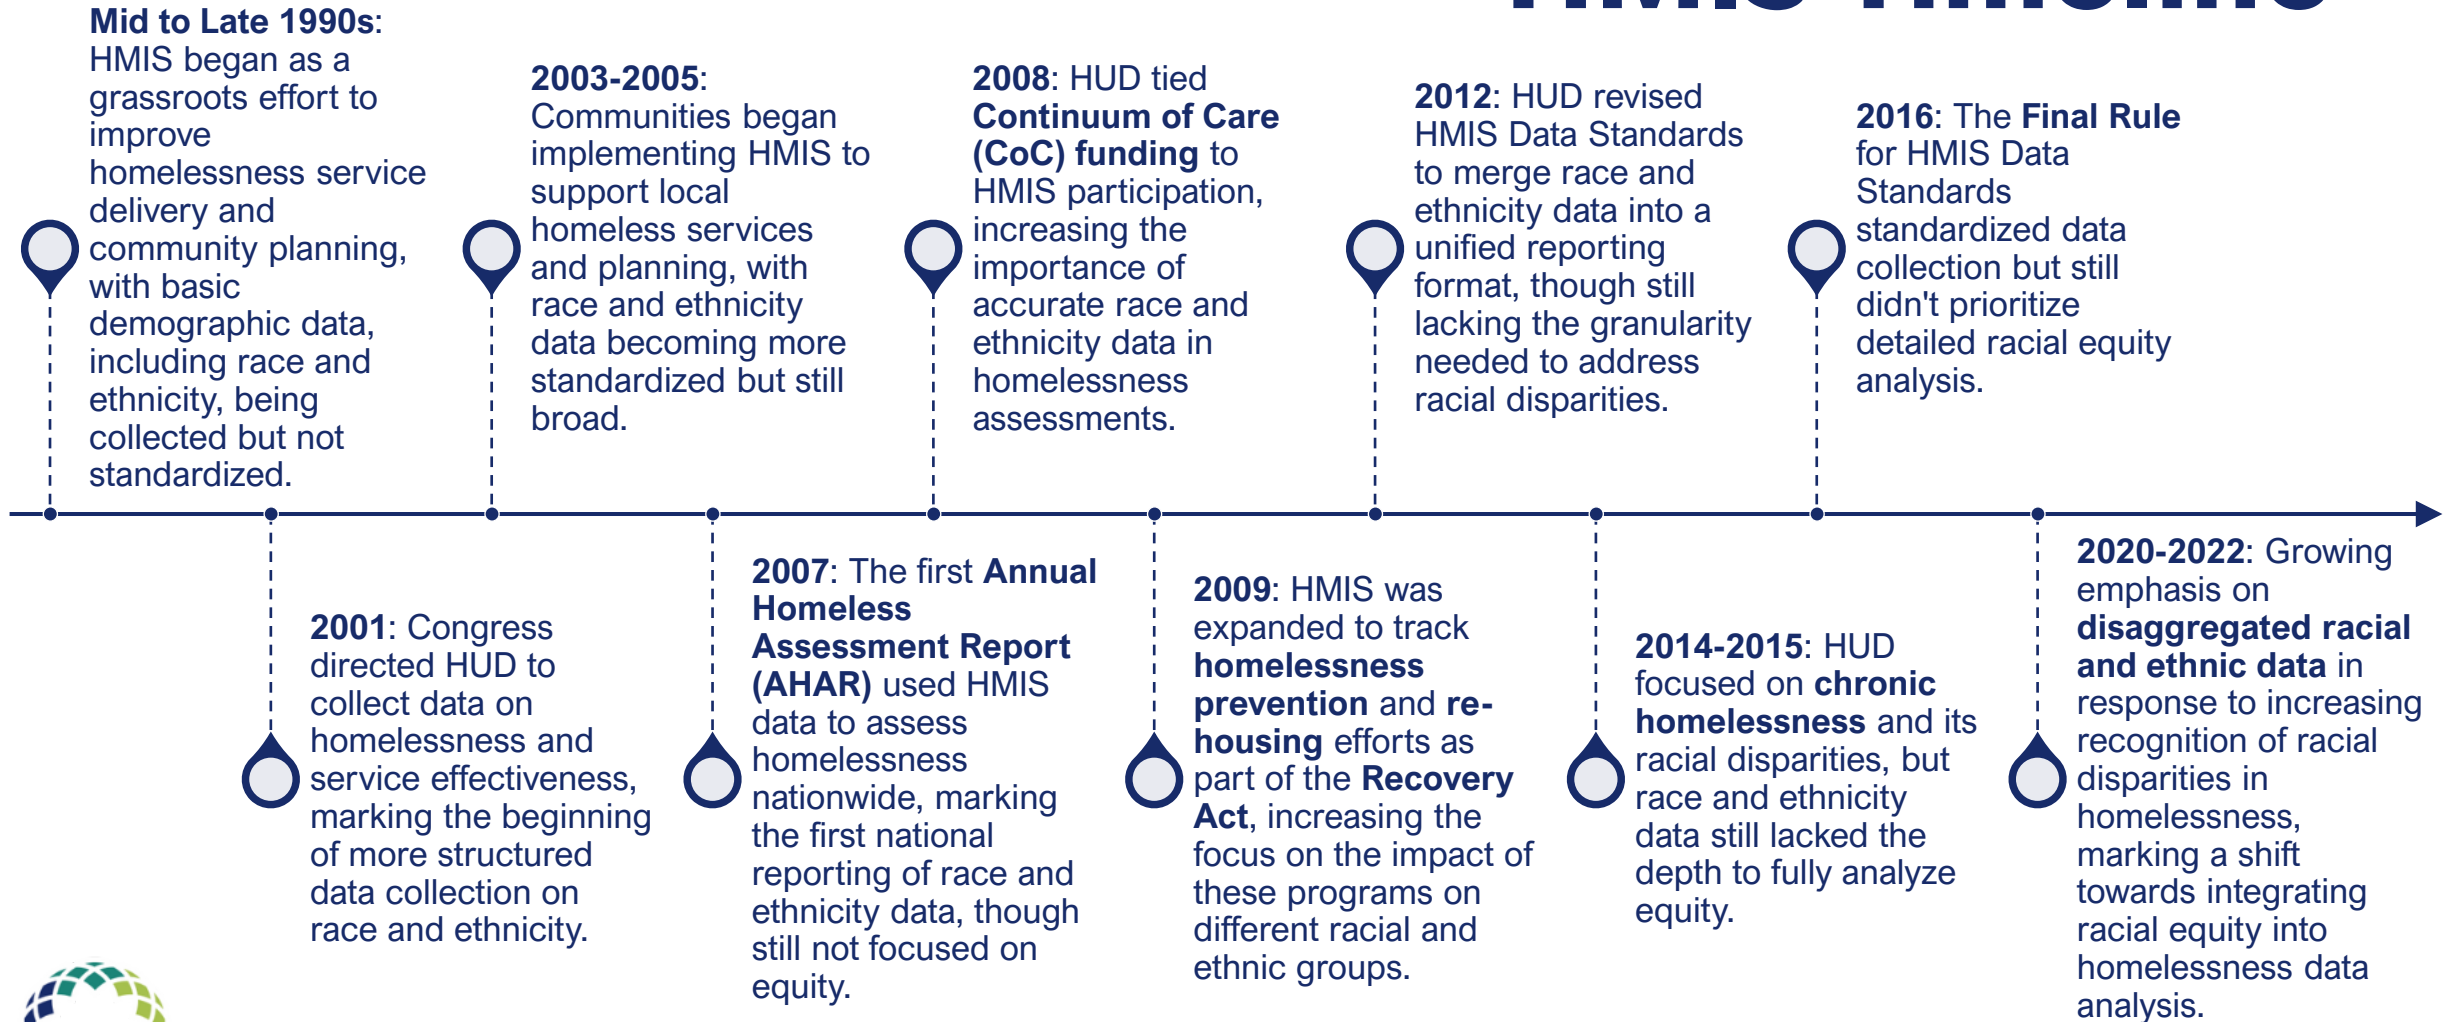 HMIS Timeline
Mid to Late 1990s:
HMIS began as a
grassroots effort to
improve
homelessness service
delivery and
community planning,
with basic
demographic data,
including race and
ethnicity, being
collected but not
standardized.
2001: Congress
directed HUD to
collect data on
homelessness and
service effectiveness,
marking the beginning
of more structured
data collection on
race and ethnicity.
2003-2005:
Communities began
implementing HMIS to
support local
homeless services
and planning, with
race and ethnicity
data becoming more
standardized but still
broad.
2007: The first Annual
Homeless
Assessment Report
(AHAR) used HMIS
data to assess
homelessness
nationwide, marking
the first national
reporting of race and
ethnicity data, though
still not focused on
equity.
2008: HUD tied
Continuum of Care
(CoC) funding to
HMIS participation,
increasing the
importance of
accurate race and
ethnicity data in
homelessness
assessments.
2009: HMIS was
expanded to track
homelessness
prevention and re-
housing efforts as
part of the Recovery
Act, increasing the
focus on the impact of
these programs on
different racial and
ethnic groups.
2012: HUD revised
HMIS Data Standards
to merge race and
ethnicity data into a
unified reporting
format, though still
lacking the granularity
needed to address
racial disparities.
2014-2015: HUD
focused on chronic
homelessness and its
racial disparities, but
race and ethnicity
data still lacked the
depth to fully analyze
equity.
2016: The Final Rule
for HMIS Data
Standards
standardized data
collection but still
didn't prioritize
detailed racial equity
analysis.
2020-2022: Growing
emphasis on
disaggregated racial
and ethnic data in
response to increasing
recognition of racial
disparities in
homelessness,
marking a shift
towards integrating
racial equity into
homelessness data
analysis.